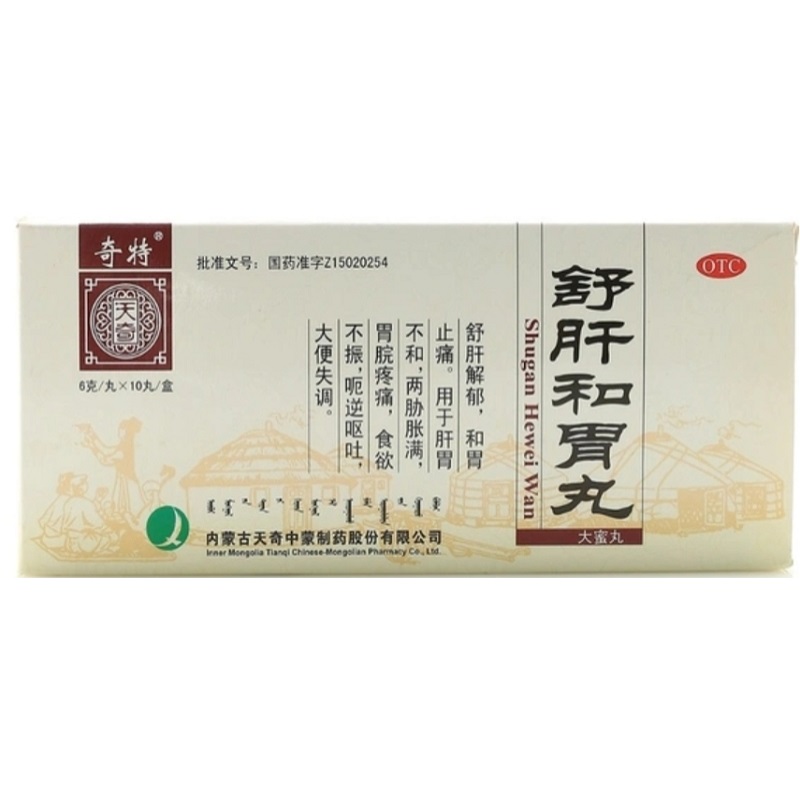 奇特®
天奇
6克/丸×10丸/盒
批准文号：国药准字Z15020254
舒肝解郁，和胃
止痛。用于肝胃
不和，两胁胀满，
胃脘疼痛，食欲
不振，呃逆呕吐，
大便失调。
OTC
舒肝和胃丸
Shugan Hewei Wan
大蜜丸
内蒙古天奇中蒙制药股份有限公司
Inner Mongolia Tianqi Chinese-Mongolian Pharmacy Co., Ltd.